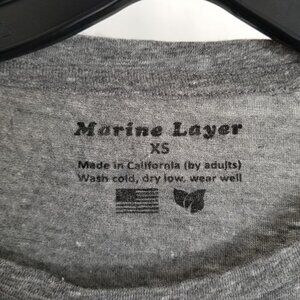 Marine Layer
XS
Made in California (by adults)
Wash cold, dry low, wear well